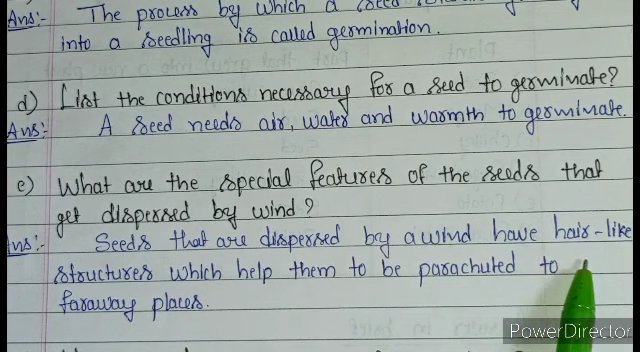 Ans:- The process by which a seed
into a seedling is called germination.
d) List the conditions necessary for a seed to germinate?
Ans:- A seed needs air, water and warmth to germinate.
e) What are the special features of the seeds that
get dispersed by wind?
Ans:- Seeds that are dispersed by a wind have hair-like
structures which help them to be parachuted to
faraway places.
PowerDirector